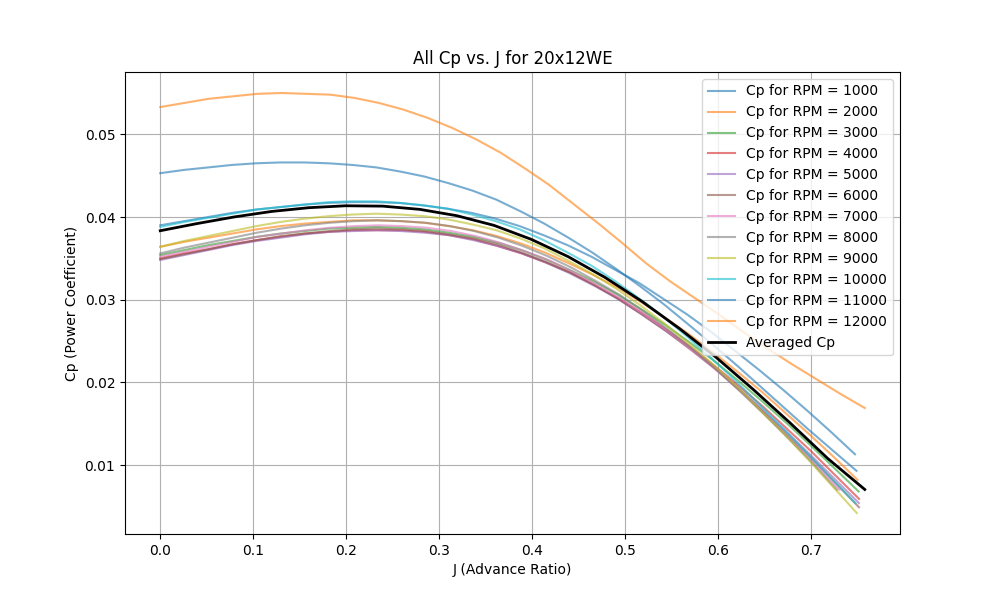 All Cp vs. J for 20x12WE
Cp (Power Coefficient)
0.05
0.04
0.03
0.02
0.01
Cp for RPM = 1000
Cp for RPM = 2000
Cp for RPM = 3000
Cp for RPM = 4000
Cp for RPM = 5000
Cp for RPM = 6000
Cp for RPM = 7000
Cp for RPM = 8000
Cp for RPM = 9000
Cp for RPM = 10000
Cp for RPM = 11000
Cp for RPM = 12000
Averaged Cp
0.0 0.1 0.2 0.3 0.4 0.5 0.6 0.7
J (Advance Ratio)